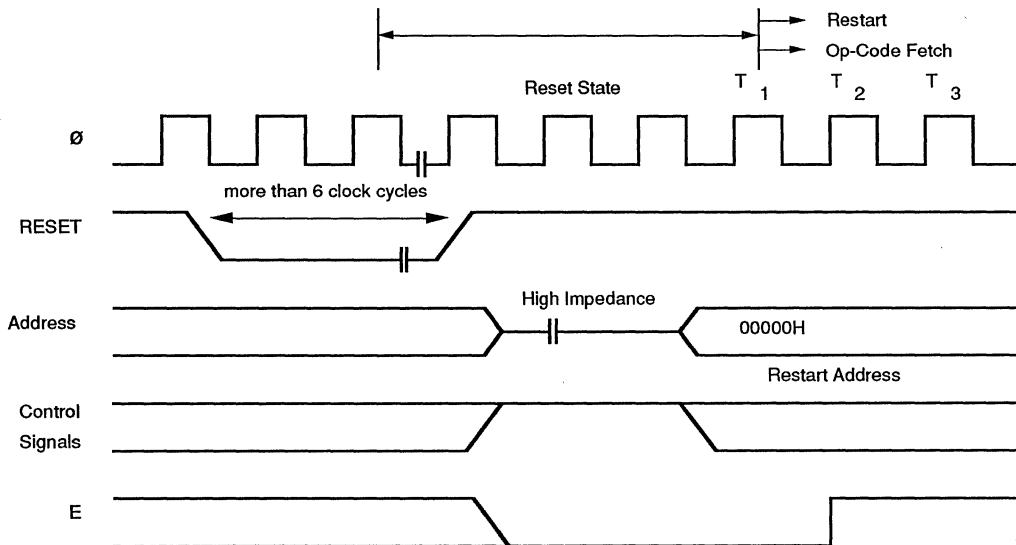 Restart
Op-Code Fetch
Reset State
T 1
T 2
T 3
Ø
more than 6 clock cycles
RESET
High Impedance
Address
00000H
Restart Address
Control
Signals
E